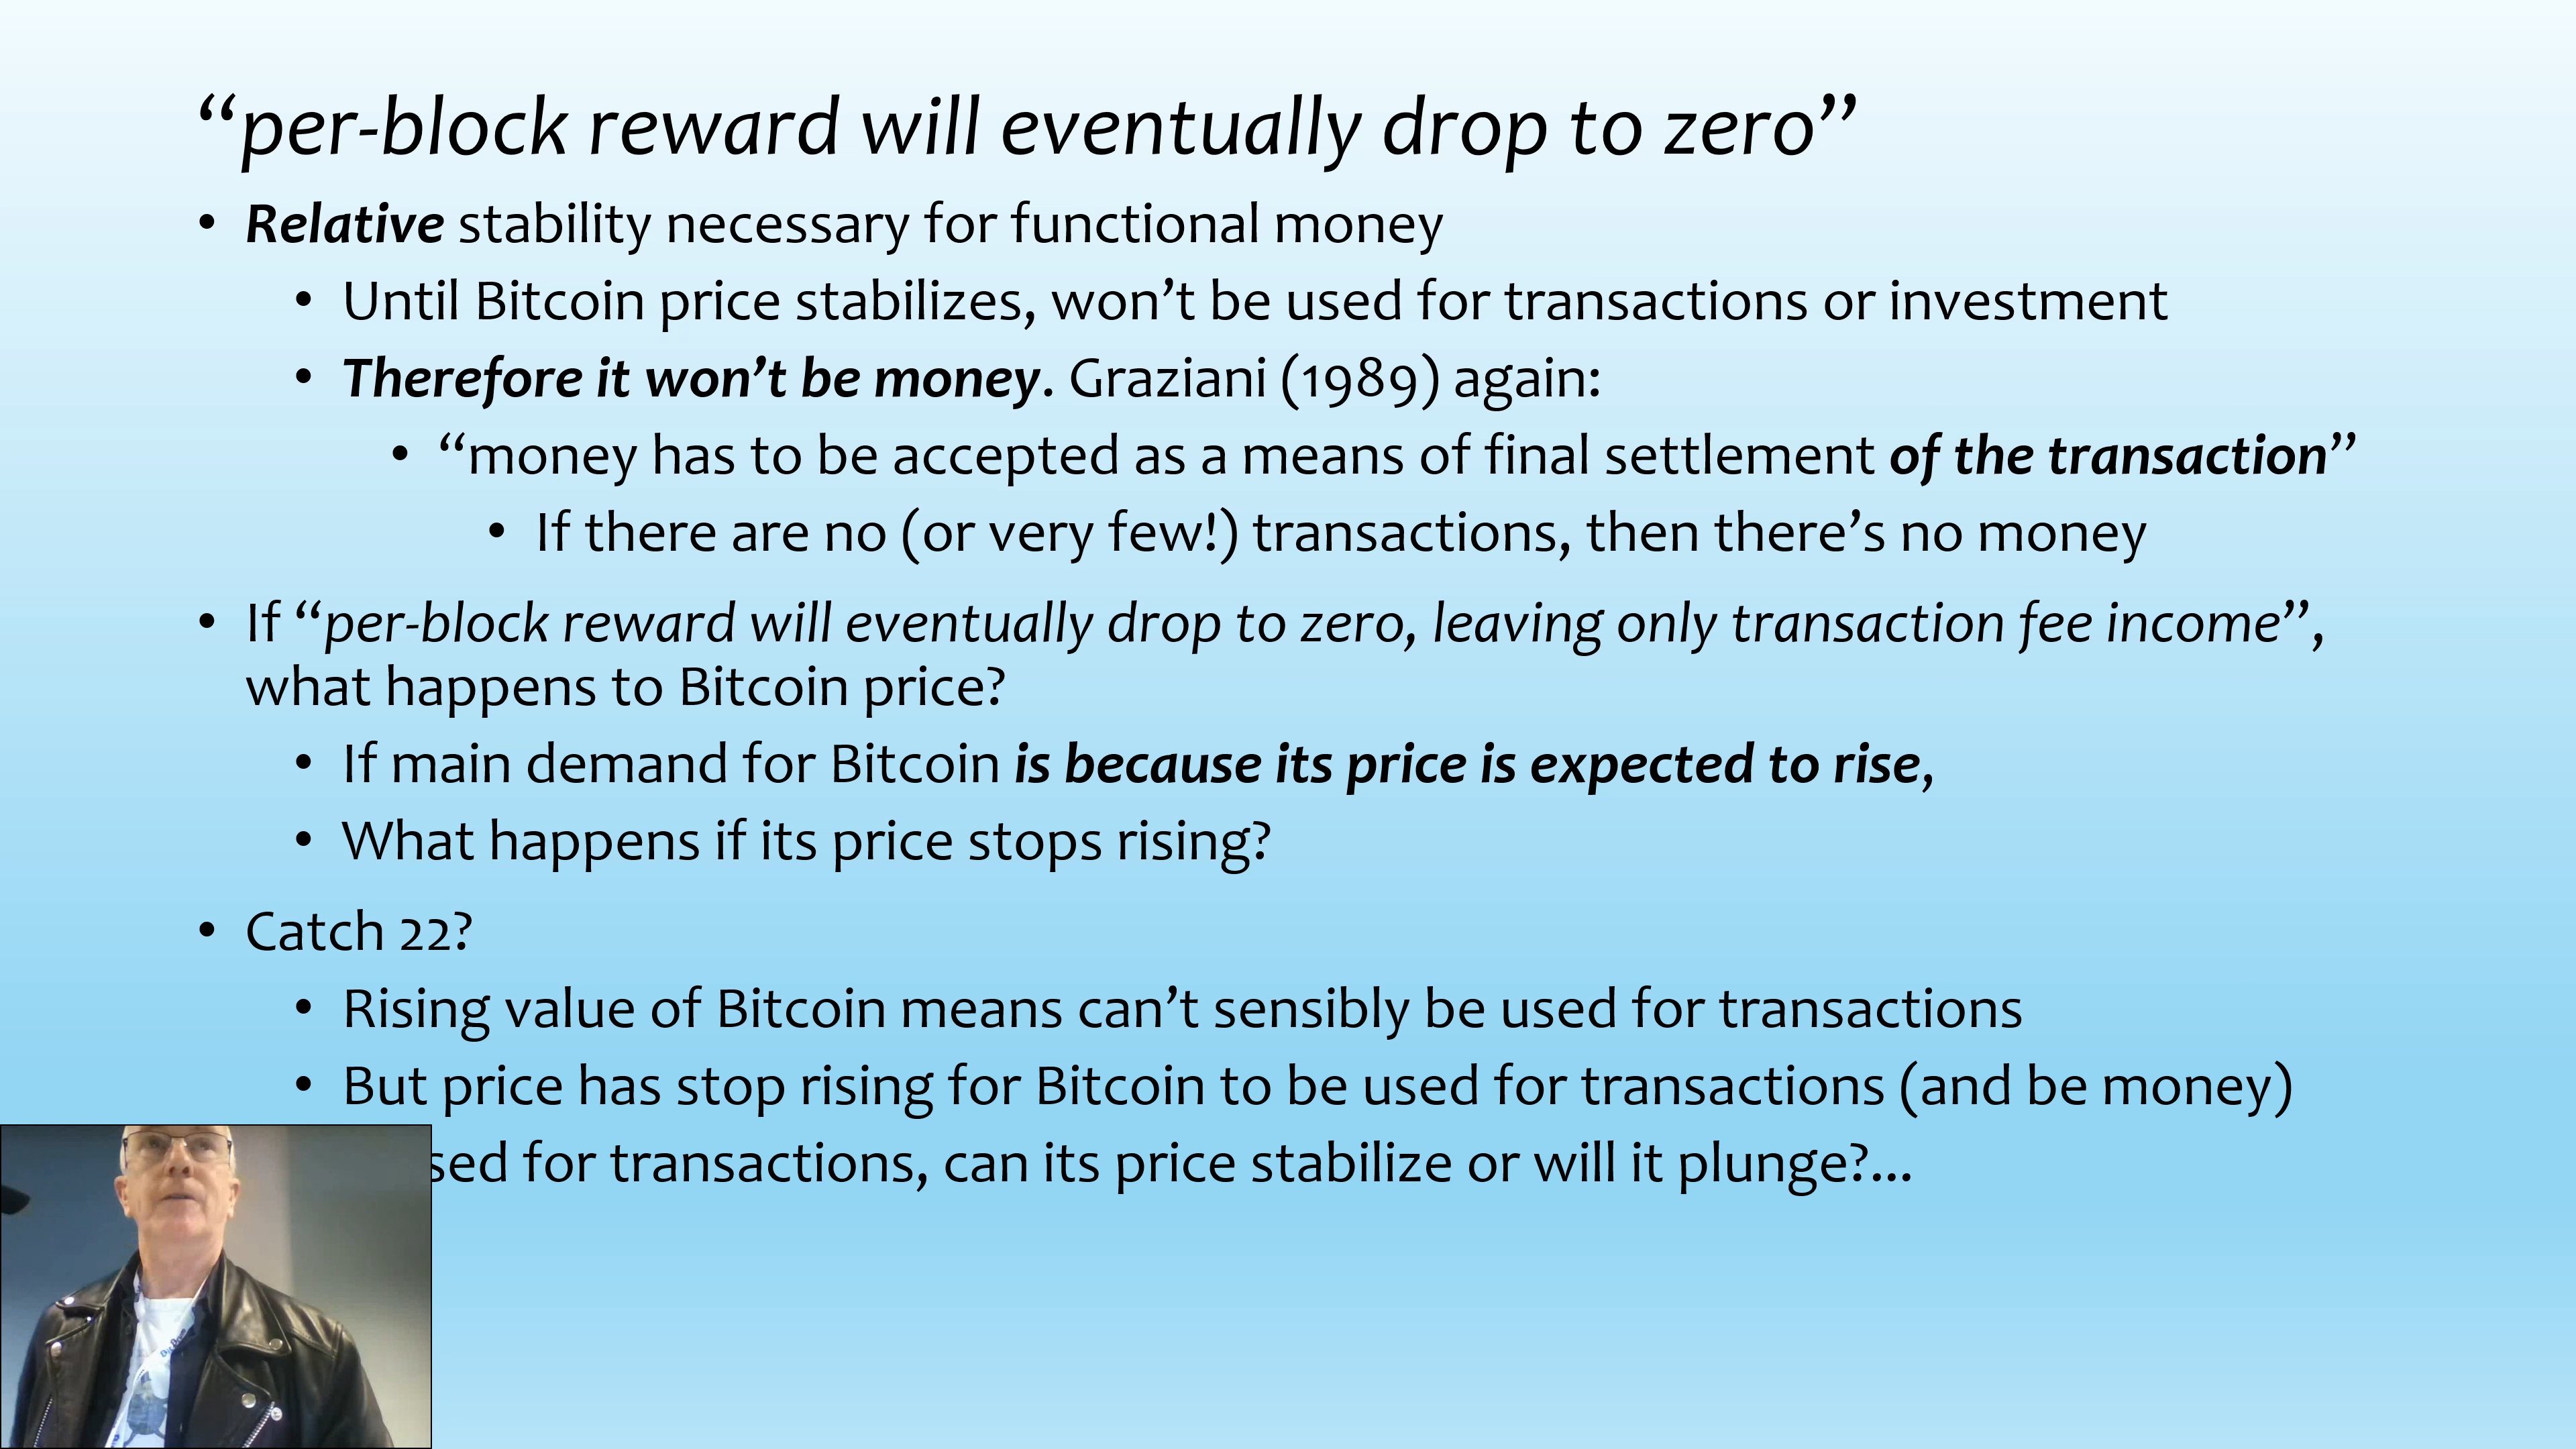 “per-block reward will eventually drop to zero”
• Relative stability necessary for functional money
• Until Bitcoin price stabilizes, won’t be used for transactions or investment
• Therefore it won’t be money. Graziani (1989) again:
• “money has to be accepted as a means of final settlement of the transaction”
• If there are no (or very few!) transactions, then there’s no money
• If “per-block reward will eventually drop to zero, leaving only transaction fee income”,
what happens to Bitcoin price?
• If main demand for Bitcoin is because its price is expected to rise,
• What happens if its price stops rising?
• Catch 22?
• Rising value of Bitcoin means can’t sensibly be used for transactions
• But price has stop rising for Bitcoin to be used for transactions (and be money)
for transactions, can its price stabilize or will it plunge?...